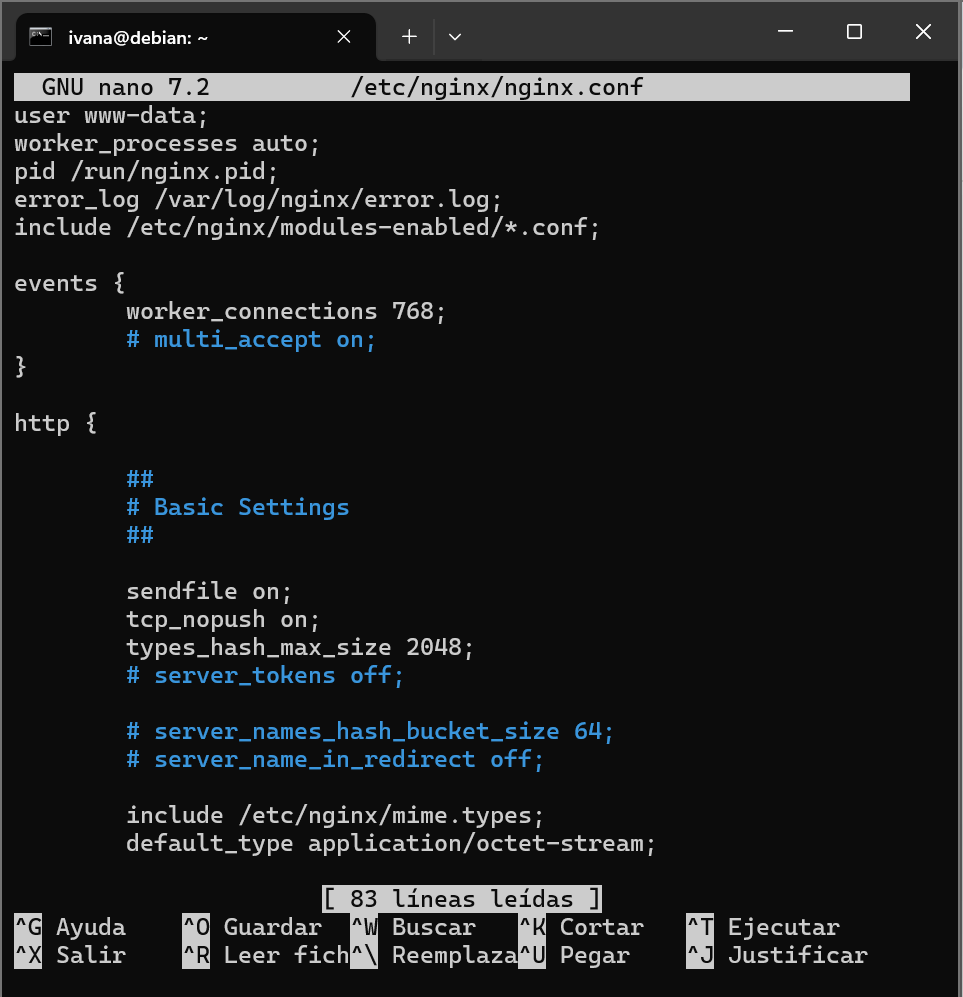 ivana@debian: ~
GNU nano 7.2 /etc/nginx/nginx.conf
user www-data;
worker_processes auto;
pid /run/nginx.pid;
error_log /var/log/nginx/error.log;
include /etc/nginx/modules-enabled/*.conf;
events {
worker_connections 768;
# multi_accept on;
}
http {
##
# Basic Settings
##
sendfile on;
tcp_nopush on;
types_hash_max_size 2048;
# server_tokens off;
# server_names_hash_bucket_size 64;
# server_name_in_redirect off;
include /etc/nginx/mime.types;
default_type application/octet-stream;
[ 83 líneas leídas ]
^G Ayuda ^O Guardar ^W Buscar ^K Cortar ^T Ejecutar
^X Salir ^R Leer fich^\ Reemplaza^U Pegar ^J Justificar